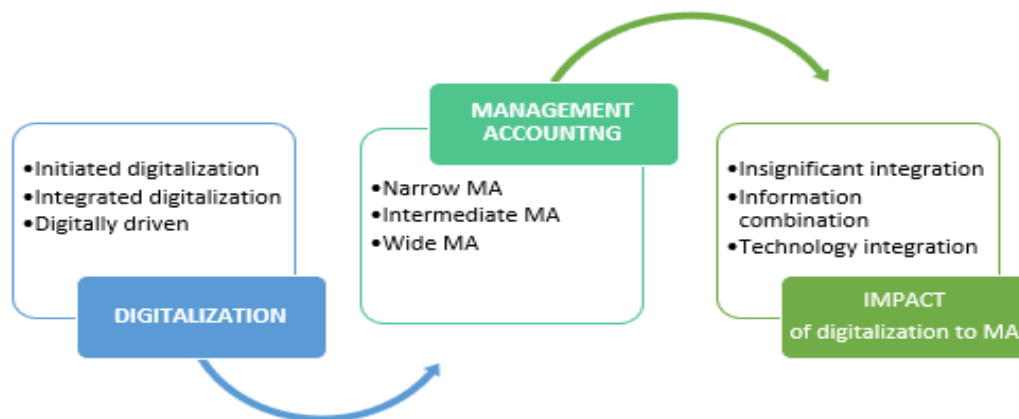 •Initiated digitalization
•Integrated digitalization
•Digitally driven
DIGITALIZATION
MANAGEMENT
ACCOUNTNG
•Narrow MA
•Intermediate MA
•Wide MA
•Insignificant integration
•Information
combination
•Technology integration
IMPACT
of digitalization to MA